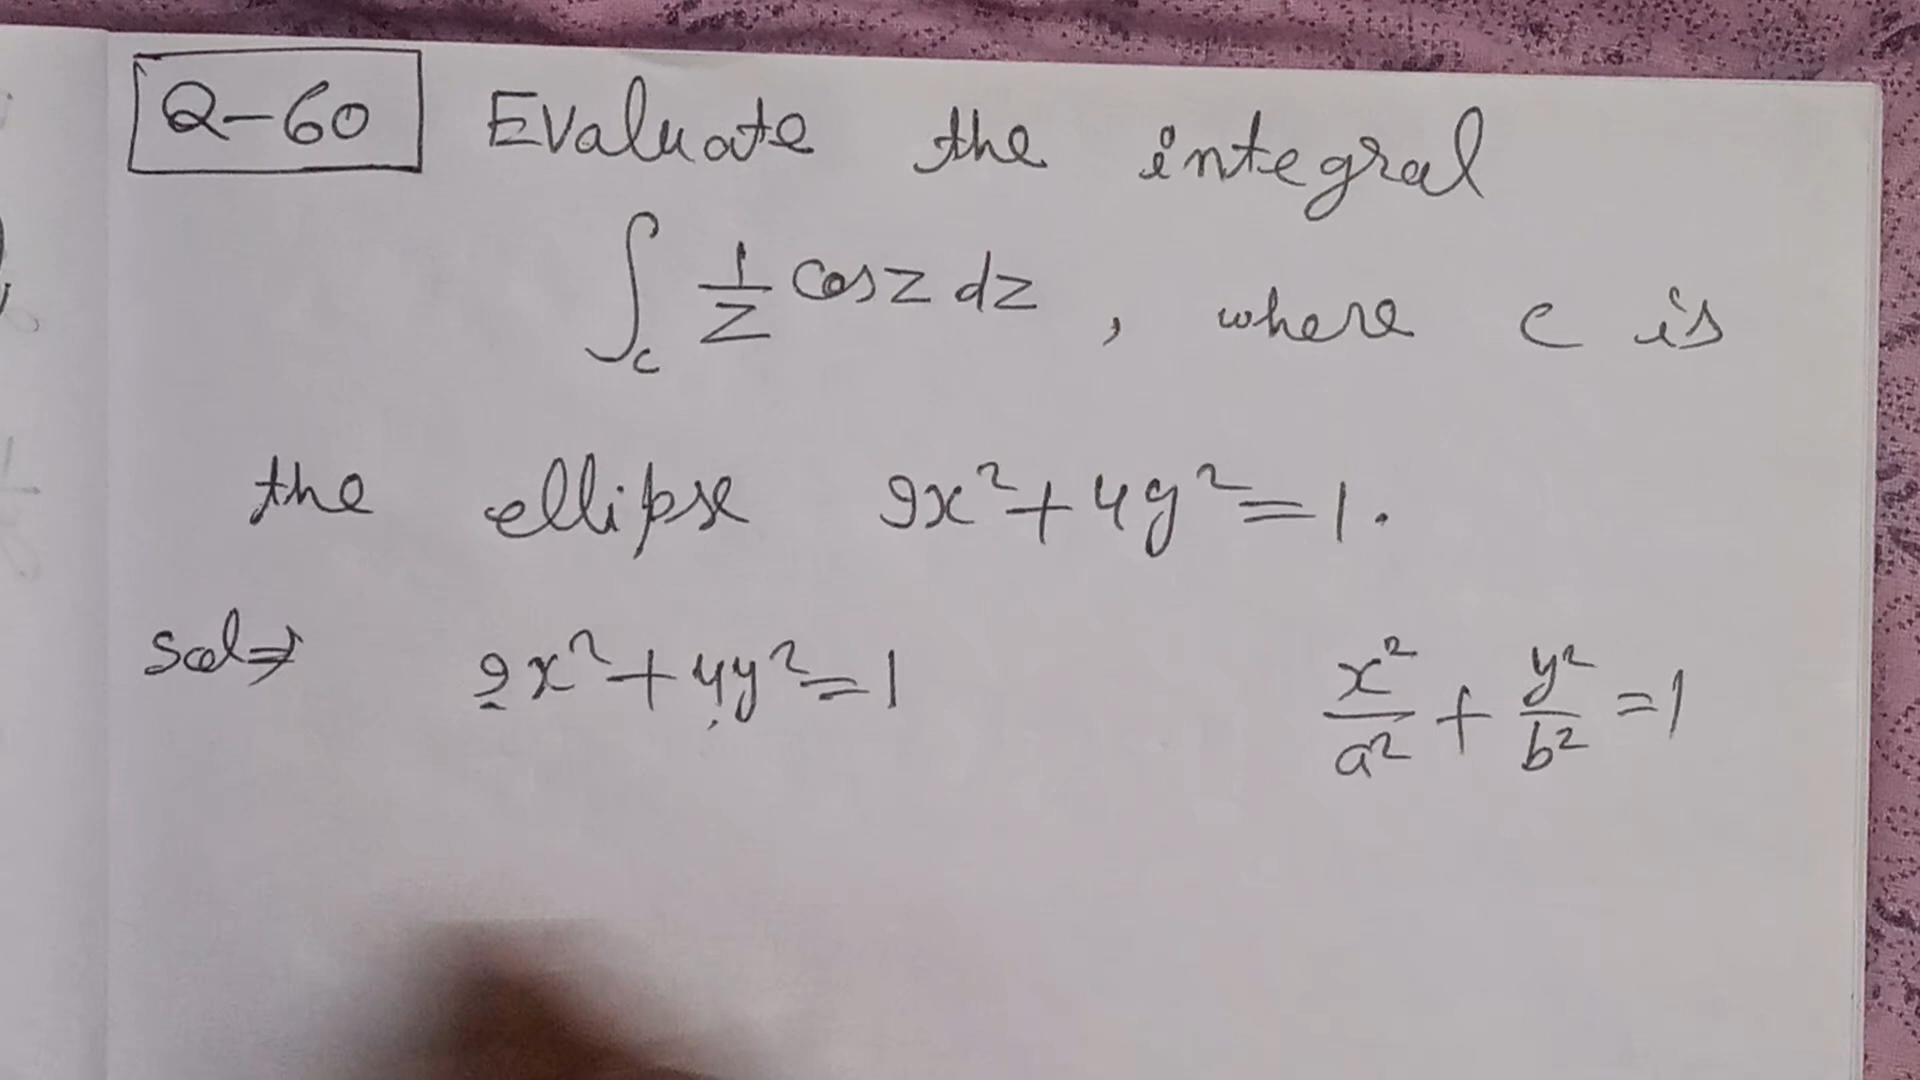 Q-60 Evaluate the integral
∫_c 1/z cosz dz, where c is
the ellipse 9x²+4y²=1.
Sol⇒ 9x²+4y²=1 x²/a² + y²/b² =1